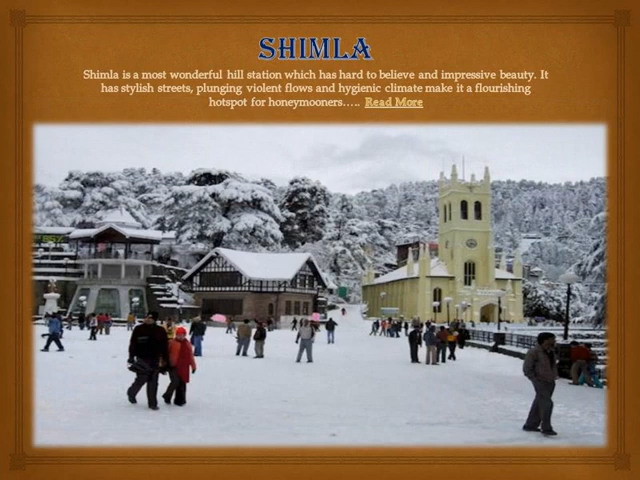 SHIMLA
Shimla is a most wonderful hill station which has hard to believe and impressive beauty. It
has stylish streets, plunging violent flows and hygienic climate make it a flourishing
hotspot for honeymooners….. Read More